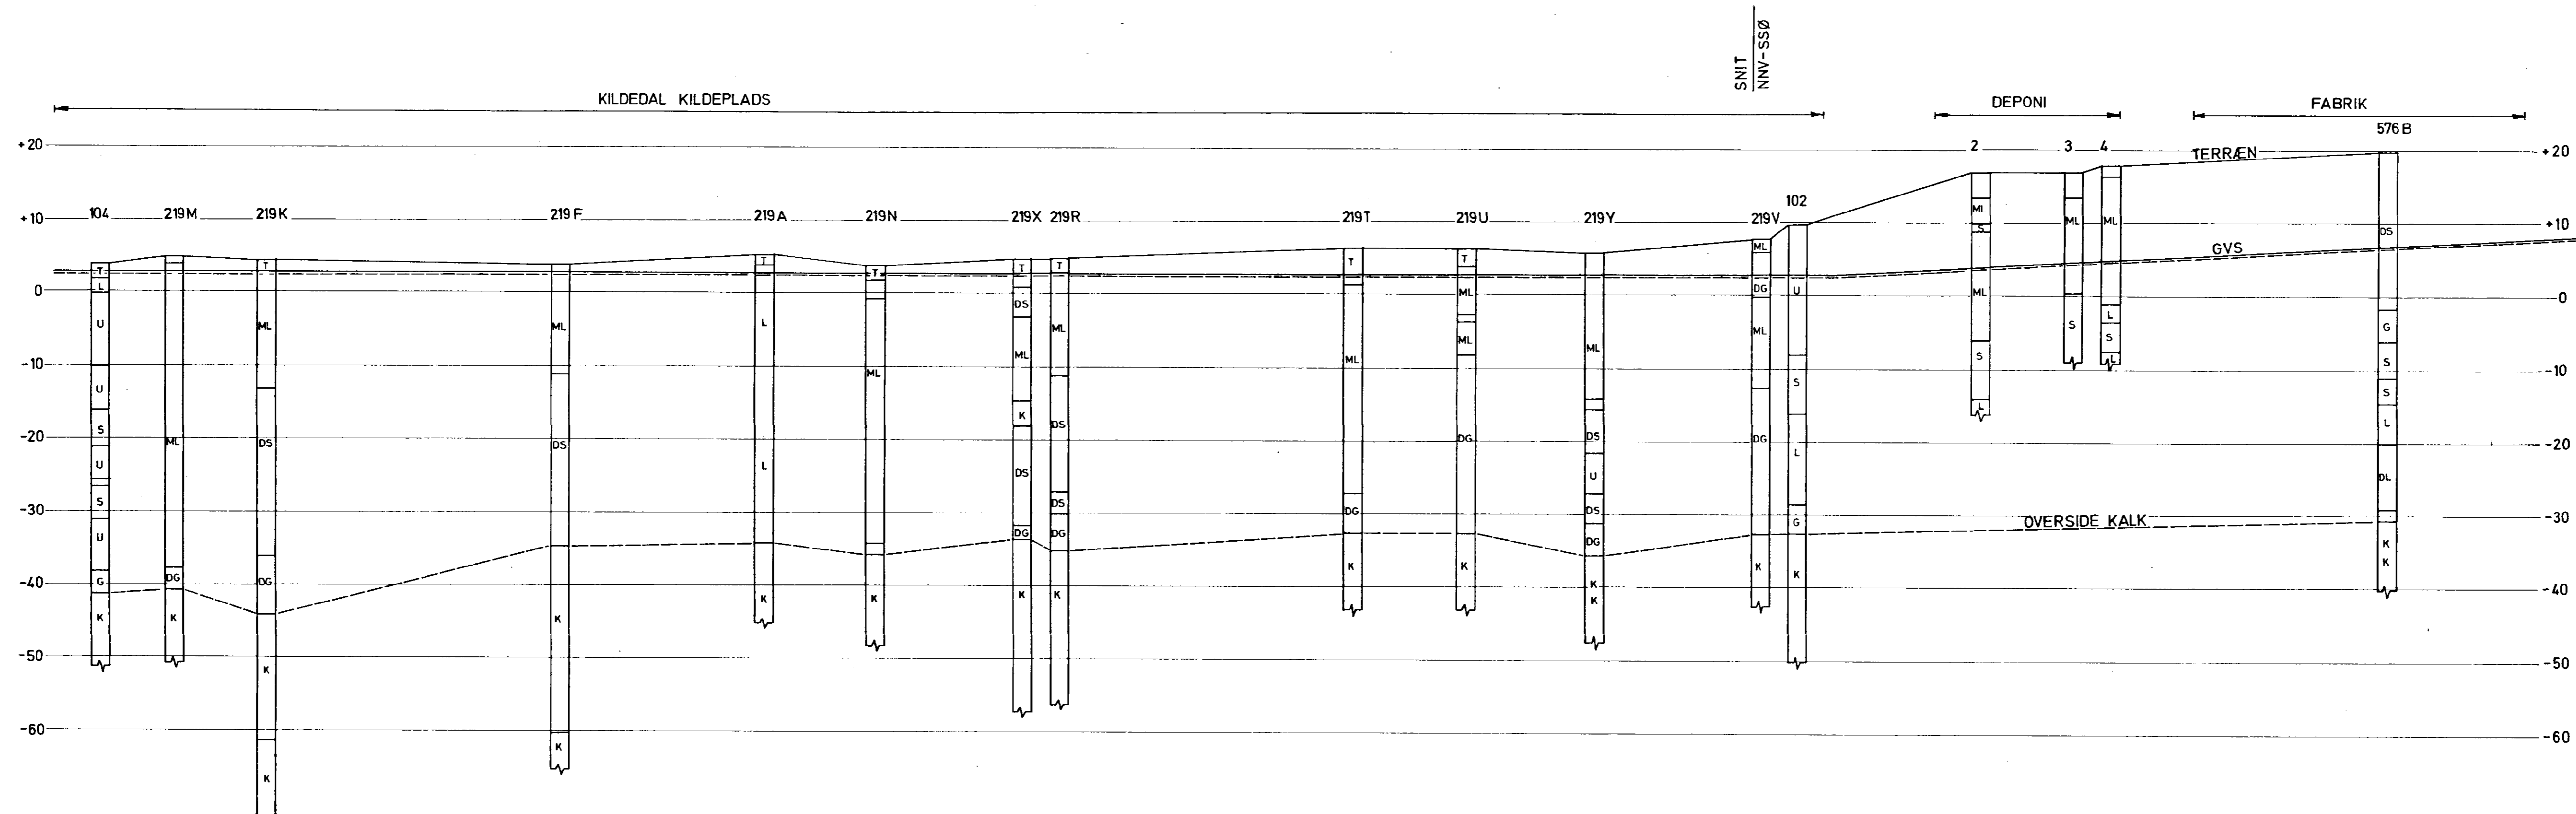 SNIT
NNV-SSØ
KILDEDAL KILDEPLADS
DEPONI
FABRIK
576 B
+20
2 3 4
TERRÆN
+20
104 219M 219K 219F 219A 219N 219X 219R 219T 219U 219Y 219V 102
+10
+10
GVS
0
0
-10
-10
-20
-20
-30
-30
OVERSIDE KALK
-40
-40
-50
-50
-60
-60
T
L
U
U
S
U
S
U
G
K
ML
DG
K
T
ML
DS
DG
K
K
ML
DS
K
K
T
L
L
K
T
ML
K
T
DS
ML
K
DS
DG
K
T
ML
DS
DS
DG
K
T
ML
DG
K
T
ML
ML
DG
K
ML
DS
U
DS
DG
K
K
ML
DG
ML
DG
K
U
S
L
G
K
ML
S
ML
S
L
ML
S
ML
L
S
L
DS
G
S
S
L
DL
K
K